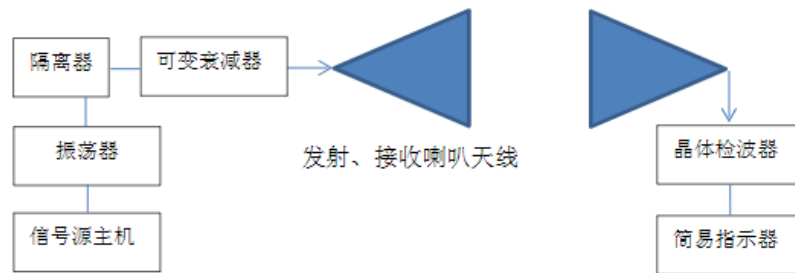 隔离器
可变衰减器
振荡器
发射、接收喇叭天线
晶体检波器
信号源主机
简易指示器